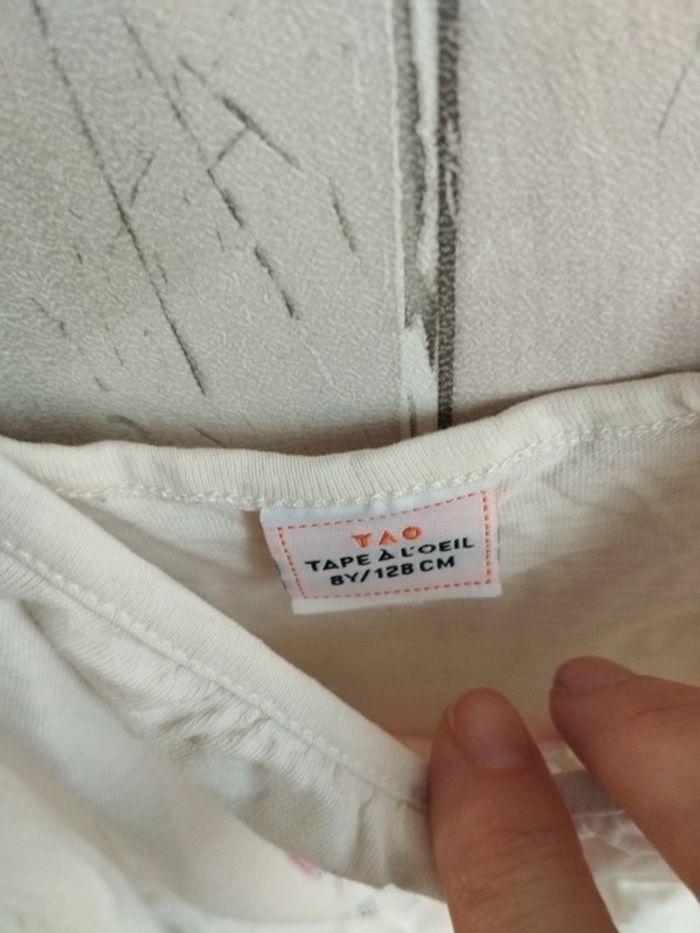 TAO
TAPE À L'OEIL
8Y/128 CM